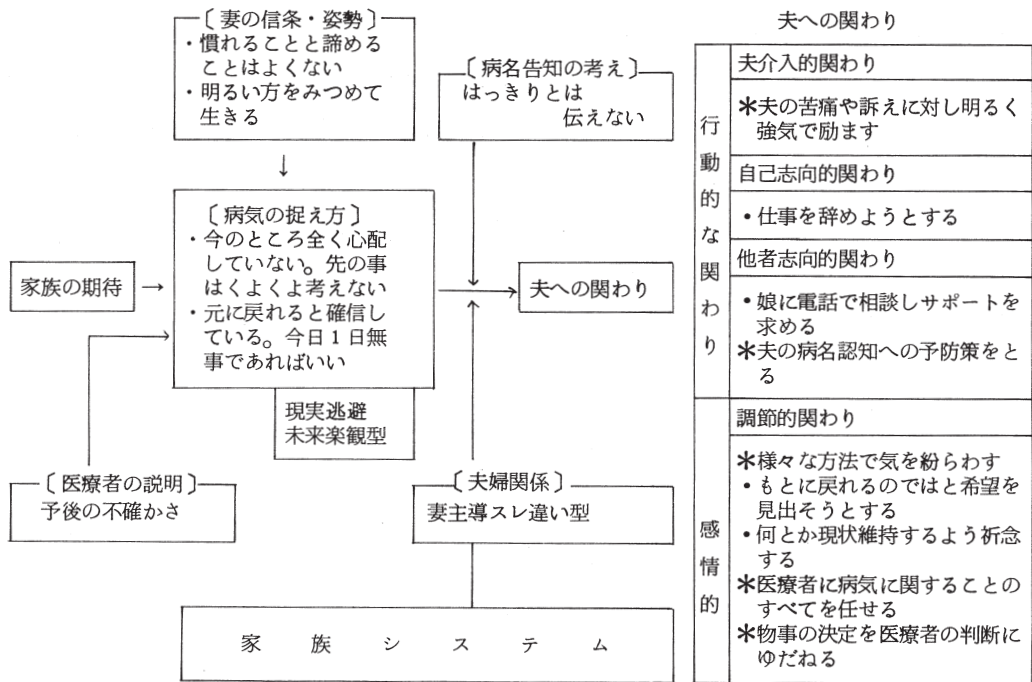 〔妻の信条・姿勢〕
・慣れることと諦める
ことはよくない
・明るい方をみつめて
生きる
〔病名告知の考え〕
はっきりとは
伝えない
↓
〔病気の捉え方〕
・今のところ全く心配
していない。先の事
はくよくよ考えない
・元に戻れると確信し
ている。今日1日無
事であればいい
家族の期待
→
夫への関わり
現実逃避
未来楽観型
〔医療者の説明〕
予後の不確かさ
〔夫婦関係〕
妻主導スレ違い型
家族システム
夫への関わり
行動的な関わり
夫介入的関わり
＊夫の苦痛や訴えに対し明るく
強気で励ます
自己志向的関わり
・仕事を辞めようとする
他者志向的関わり
・娘に電話で相談しサポートを
求める
＊夫の病名認知への予防策をと
る
感情的
調節的関わり
＊様々な方法で気を紛らわす
・もとに戻れるのではと希望を
見出そうとする
・何とか現状維持するよう祈念
する
＊医療者に病気に関することの
すべてを任せる
＊物事の決定を医療者の判断に
ゆだねる